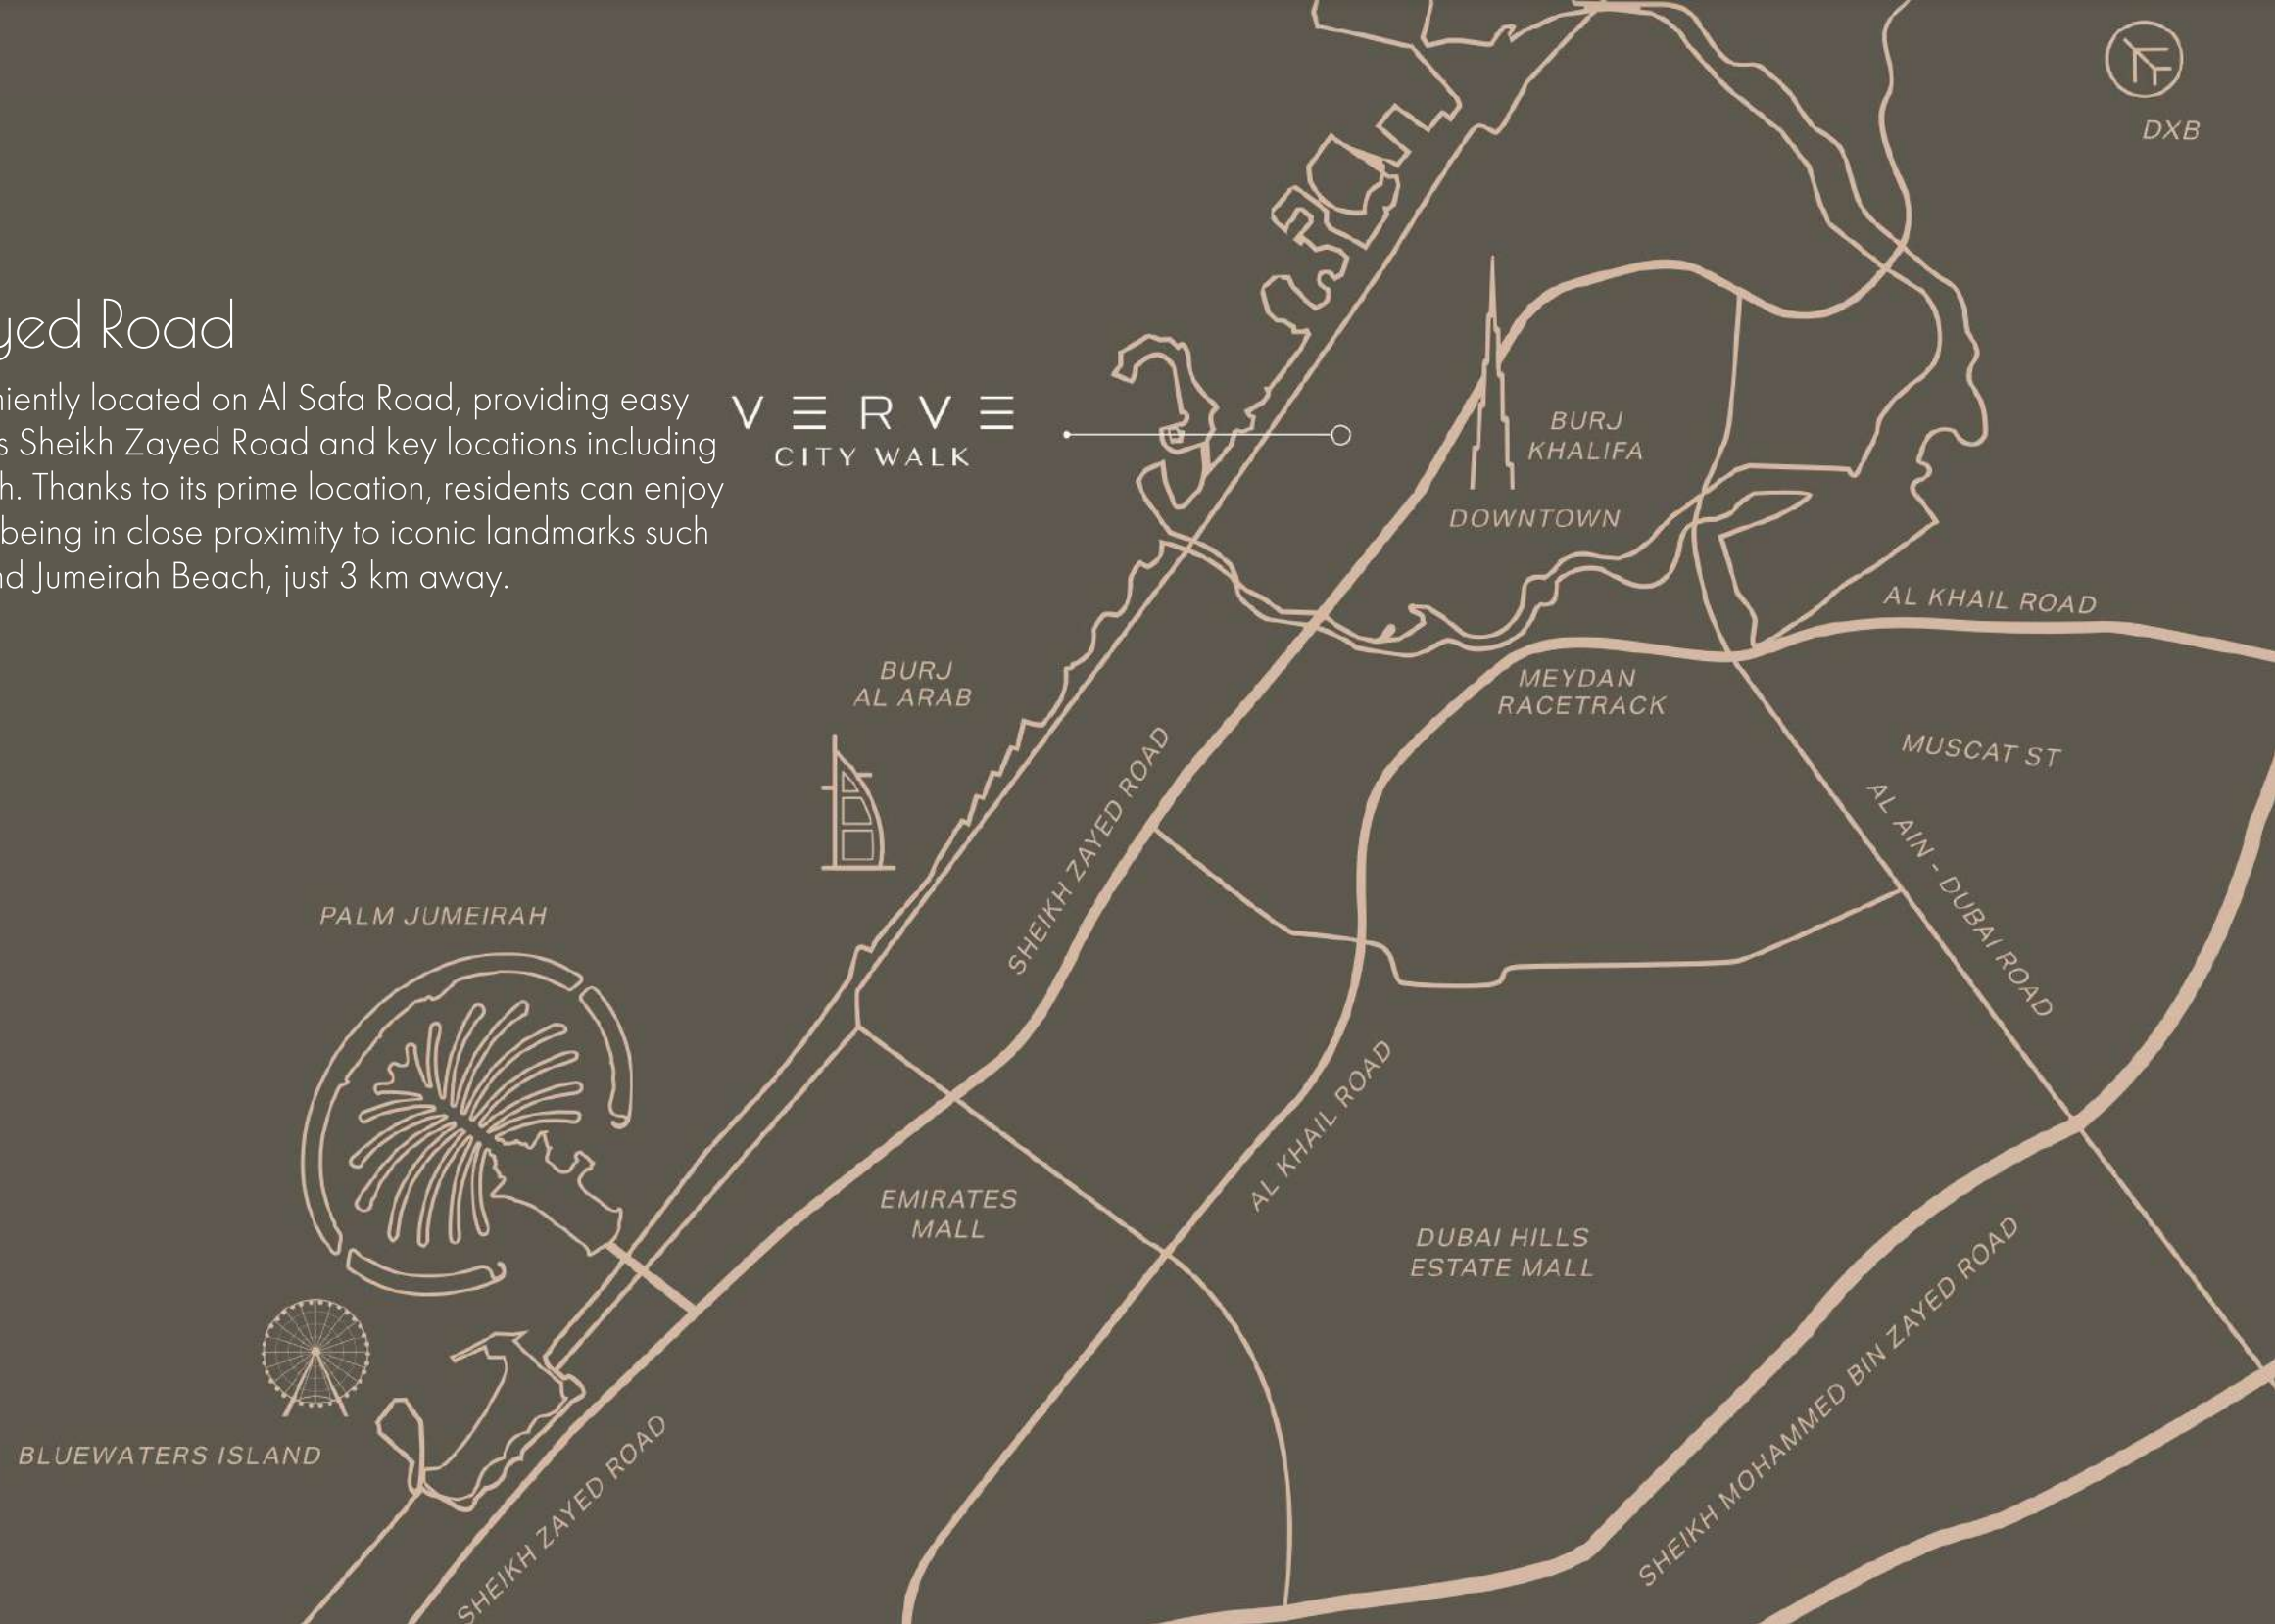 yed Road
niently located on Al Safa Road, providing easy
s Sheikh Zayed Road and key locations including
h. Thanks to its prime location, residents can enjoy
being in close proximity to iconic landmarks such
nd Jumeirah Beach, just 3 km away.
VERVE
CITY WALK
DXB
BURJ
KHALIFA
DOWNTOWN
AL KHAIL ROAD
BURJ
AL ARAB
MEYDAN
RACETRACK
MUSCAT ST
SHEIKH ZAYED ROAD
AL AIN - DUBAI ROAD
PALM JUMEIRAH
AL KHAIL ROAD
EMIRATES
MALL
DUBAI HILLS
ESTATE MALL
SHEIKH MOHAMMED BIN ZAYED ROAD
BLUEWATERS ISLAND
SHEIKH ZAYED ROAD